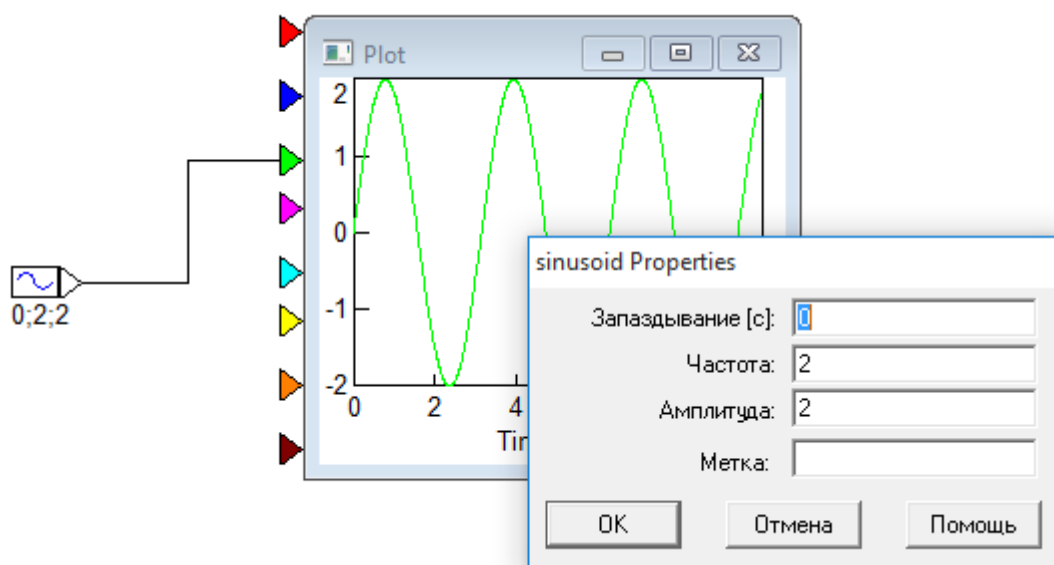 Plot
2
1
0
-1
-2
0 2 4
0;2;2
sinusoid Properties
Запаздывание [с]: 0
Частота: 2
Амплитуда: 2
Метка:
OK Отмена Помощь